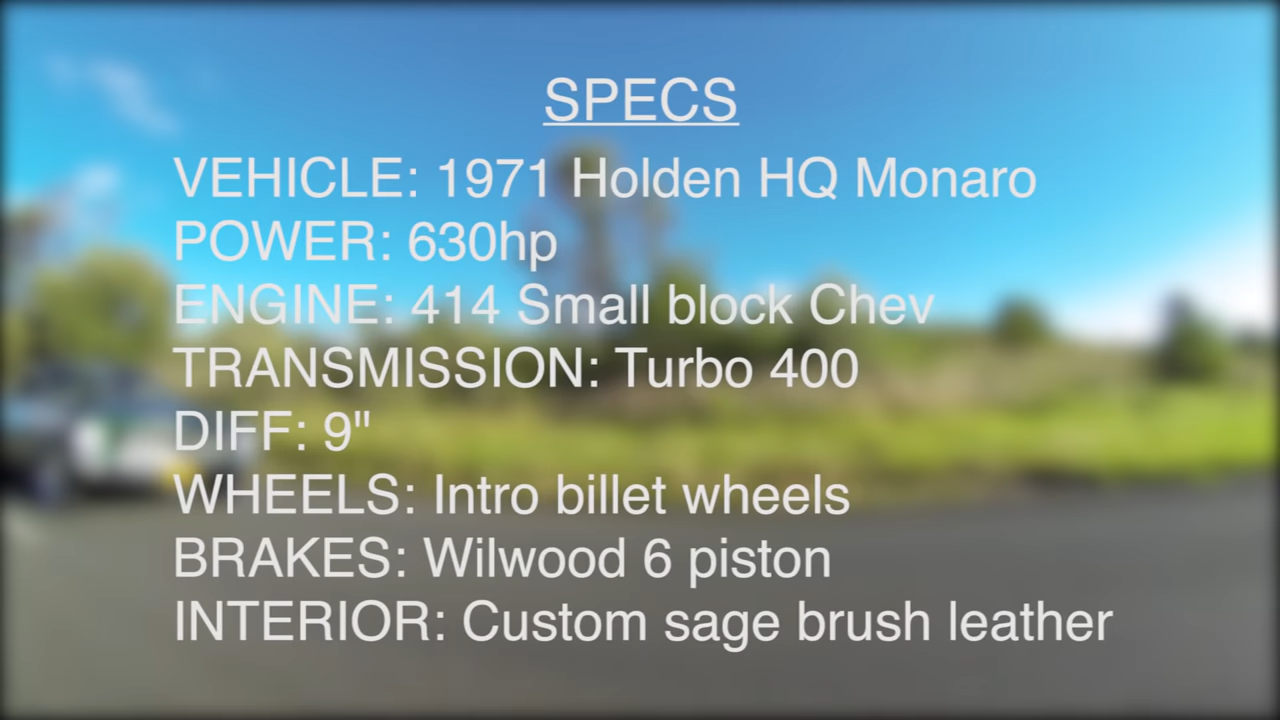 SPECS
VEHICLE: 1971 Holden HQ Monaro
POWER: 630hp
ENGINE: 414 Small block Chev
TRANSMISSION: Turbo 400
DIFF: 9"
WHEELS: Intro billet wheels
BRAKES: Wilwood 6 piston
INTERIOR: Custom sage brush leather